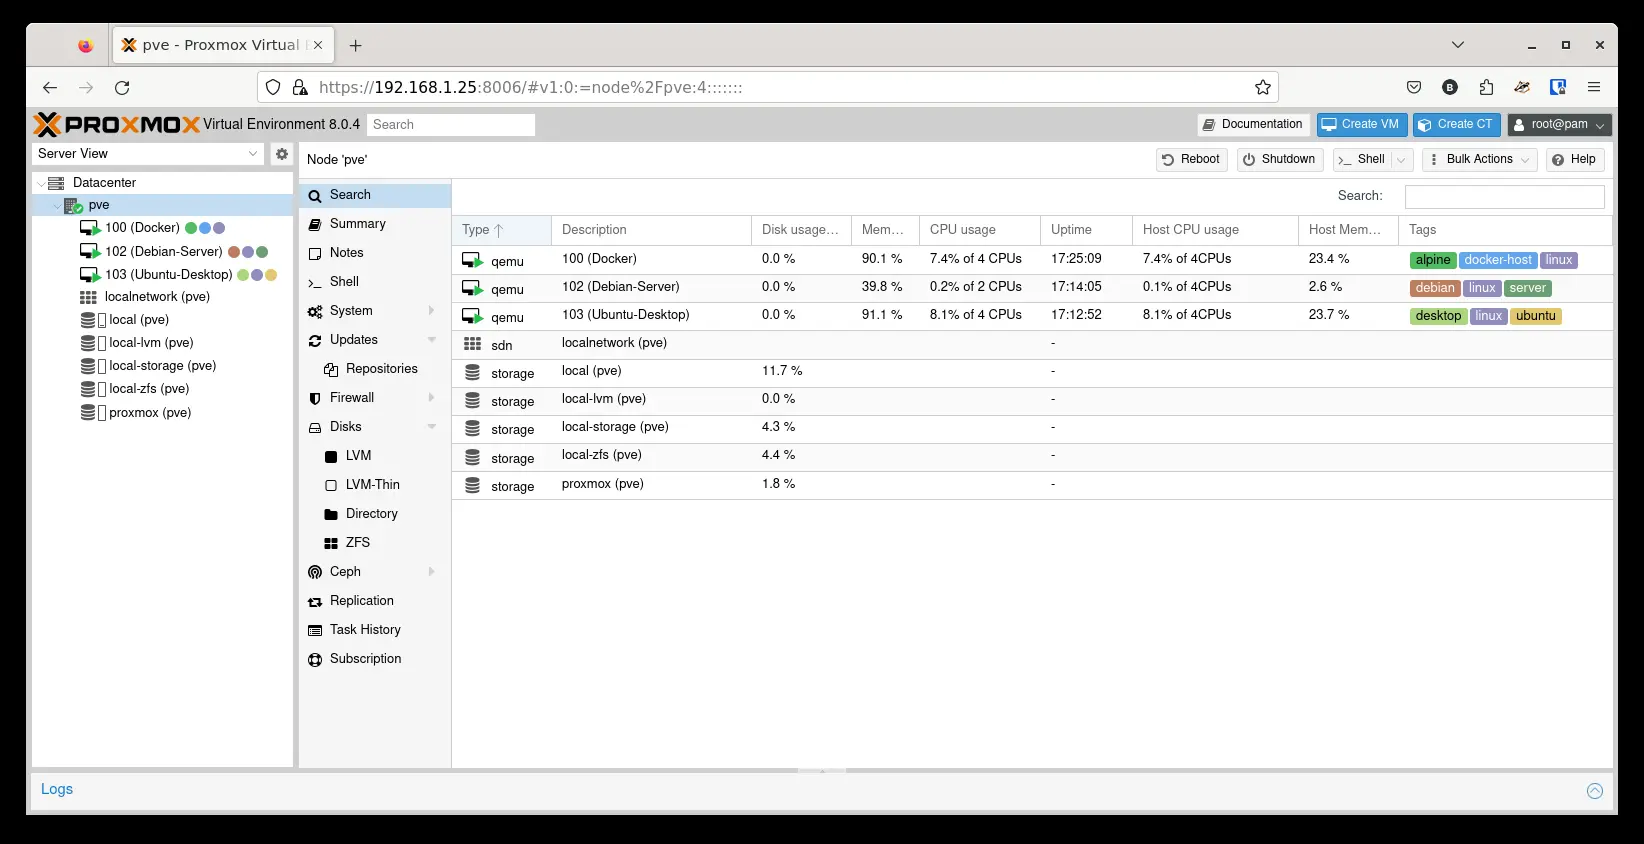 pve - Proxmox Virtual
https://192.168.1.25:8006/#v1:0:=node%2Fpve:4:::::::
PROXMOX Virtual Environment 8.0.4 Search Documentation Create VM Create CT root@pam
Server View
Node 'pve' Reboot Shutdown Shell Bulk Actions Help
Datacenter
pve
100 (Docker)
102 (Debian-Server)
103 (Ubuntu-Desktop)
localnetwork (pve)
local (pve)
local-lvm (pve)
local-storage (pve)
local-zfs (pve)
proxmox (pve)
Search
Summary
Notes
Shell
System
Updates
Repositories
Firewall
Disks
LVM
LVM-Thin
Directory
ZFS
Ceph
Replication
Task History
Subscription
Search:
Type Description Disk usage... Mem... CPU usage Uptime Host CPU usage Host Mem... Tags
qemu 100 (Docker) 0.0 % 90.1 % 7.4% of 4 CPUs 17:25:09 7.4% of 4CPUs 23.4 % alpine docker-host linux
qemu 102 (Debian-Server) 0.0 % 39.8 % 0.2% of 2 CPUs 17:14:05 0.1% of 4CPUs 2.6 % debian linux server
qemu 103 (Ubuntu-Desktop) 0.0 % 91.1 % 8.1% of 4 CPUs 17:12:52 8.1% of 4CPUs 23.7 % desktop linux ubuntu
sdn localnetwork (pve) -
storage local (pve) 11.7 % -
storage local-lvm (pve) 0.0 %
storage local-storage (pve) 4.3 % -
storage local-zfs (pve) 4.4 % -
storage proxmox (pve) 1.8 % -
Logs